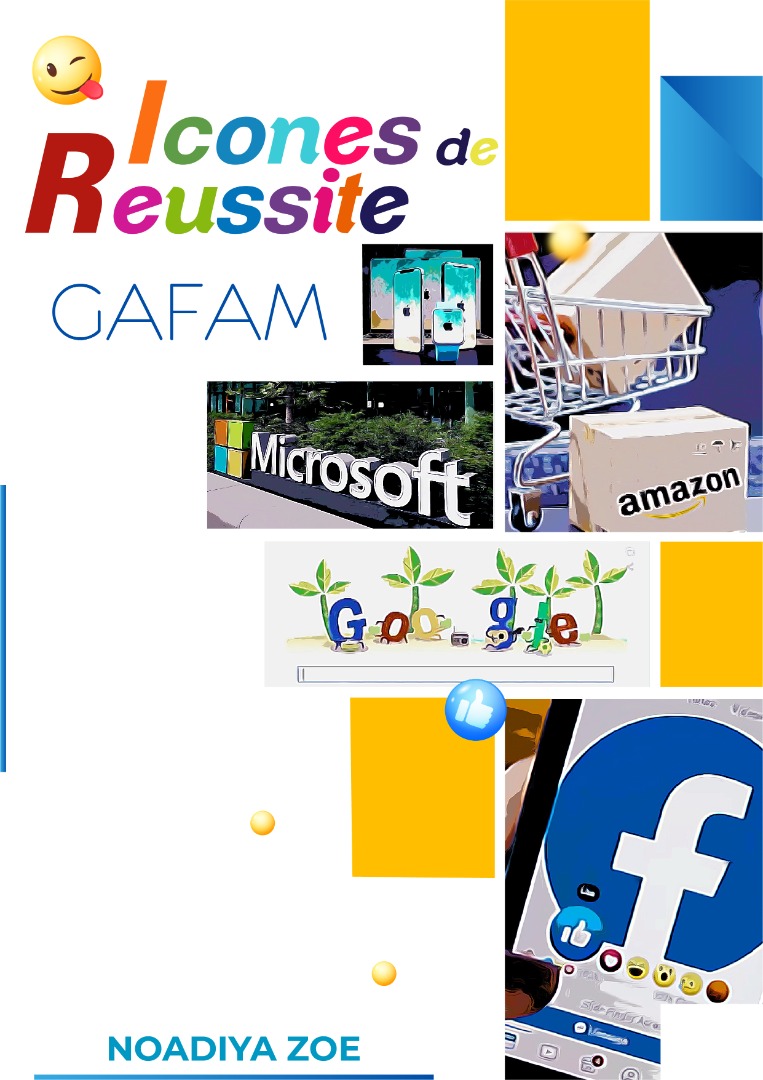 Icones de
Reussite
GAFAM
Microsoft
amazon
Google
f
NOADIYA ZOE